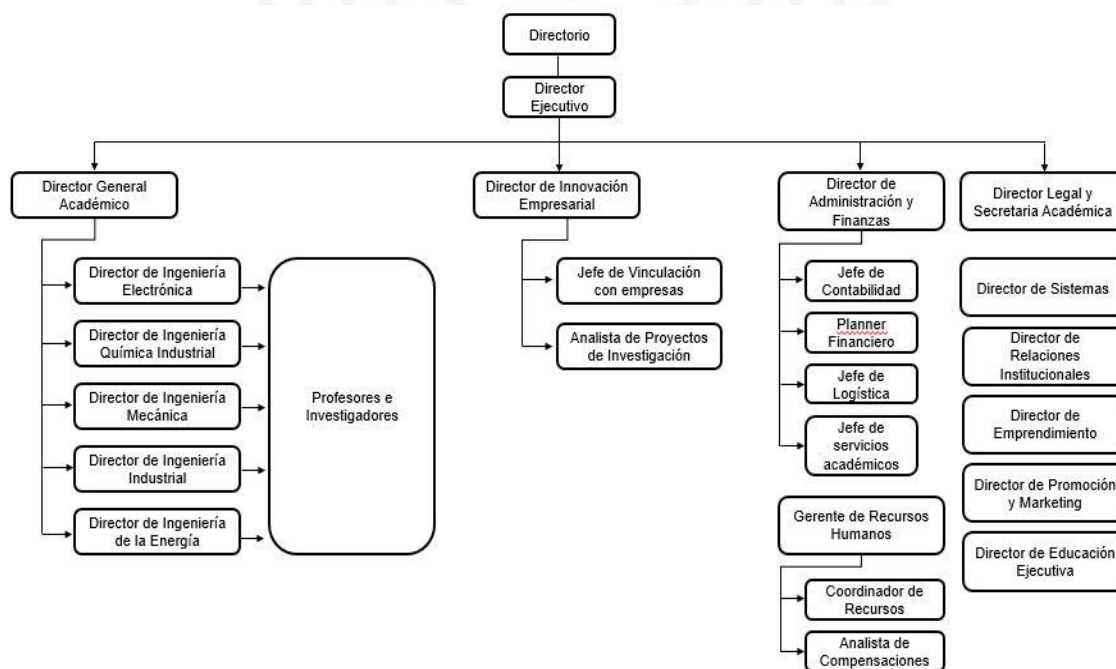 Directorio
Director
Ejecutivo
Director General
Académico
Director de Ingeniería
Electrónica
Director de Ingeniería
Química Industrial
Director de Ingeniería
Mecánica
Director de Ingeniería
Industrial
Director de Ingeniería
de la Energía
Profesores e
Investigadores
Director de Innovación
Empresarial
Jefe de Vinculación
con empresas
Analista de Proyectos
de Investigación
Director de
Administración y
Finanzas
Jefe de
Contabilidad
Planner
Financiero
Jefe de
Logística
Jefe de
servicios
académicos
Gerente de Recursos
Humanos
Coordinador de
Recursos
Analista de
Compensaciones
Director Legal y
Secretaria Académica
Director de Sistemas
Director de
Relaciones
Institucionales
Director de
Emprendimiento
Director de Promoción
y Marketing
Director de Educación
Ejecutiva